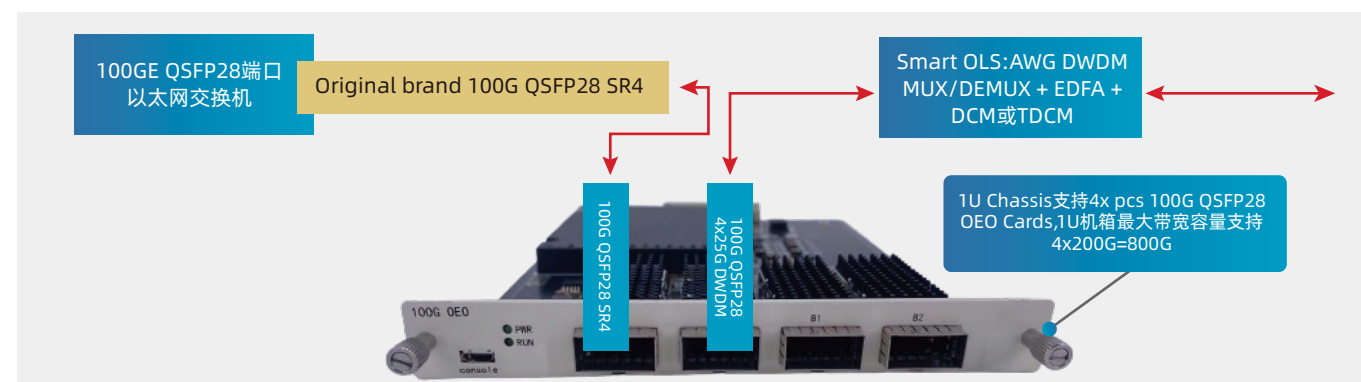 100GE QSFP28端口
以太网交换机
Original brand 100G QSFP28 SR4
Smart OLS:AWG DWDM
MUX/DEMUX + EDFA +
DCM或TDCM
1U Chassis支持4x pcs 100G QSFP28
OEO Cards,1U机箱最大带宽容量支持
4x200G=800G
100G QSFP28 SR4
100G QSFP28
4x25G DWDM
100G OEO
PWR
RUN
console
B1
B2